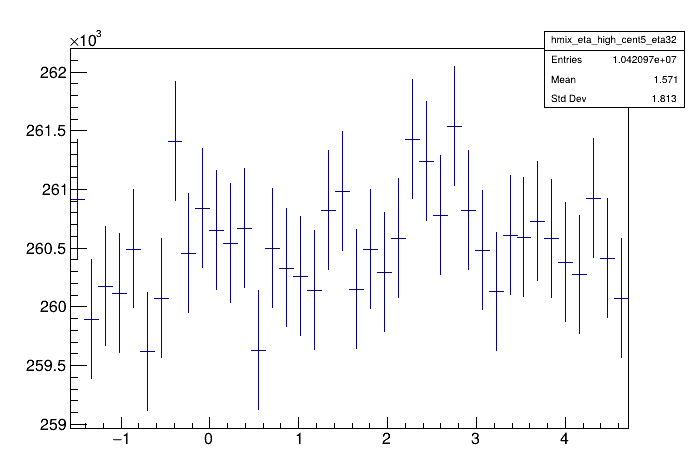 ×10³
hmix_eta_high_cent5_eta32
Entries 1.042097e+07
Mean 1.571
Std Dev 1.813
262
261.5
261
260.5
260
259.5
259
−1 0 1 2 3 4